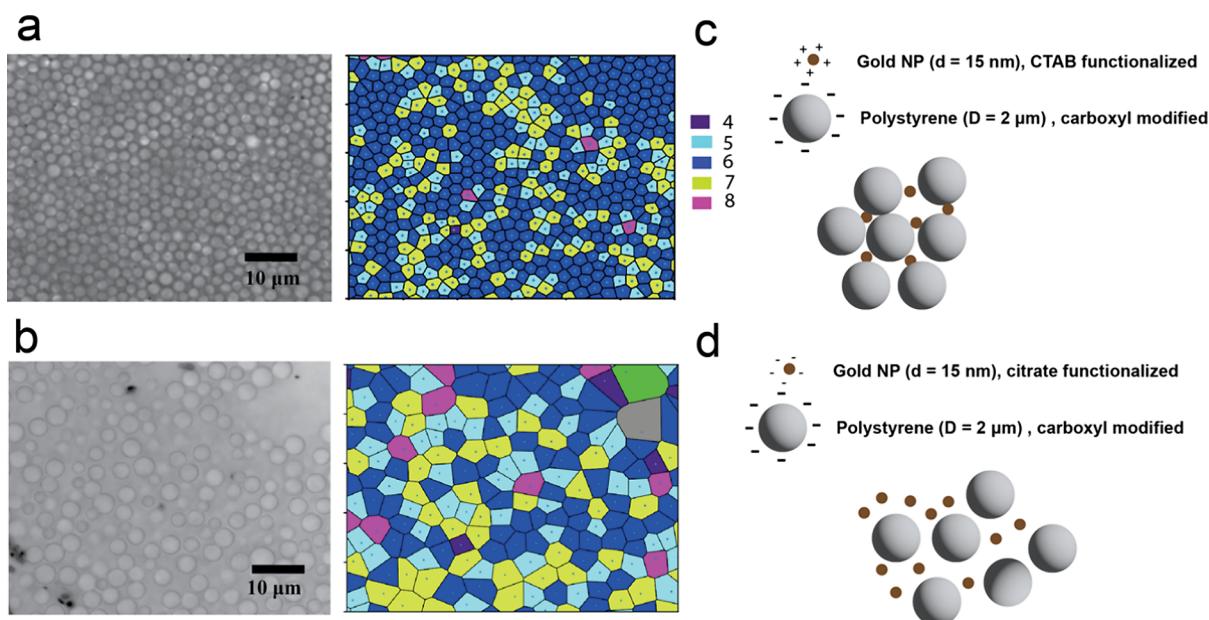 a
10 µm
4
5
6
7
8
c
Gold NP (d = 15 nm), CTAB functionalized
+ + + + +
- - - - - - - -
Polystyrene (D = 2 µm) , carboxyl modified
b
10 µm
d
Gold NP (d = 15 nm), citrate functionalized
Polystyrene (D = 2 µm) , carboxyl modified